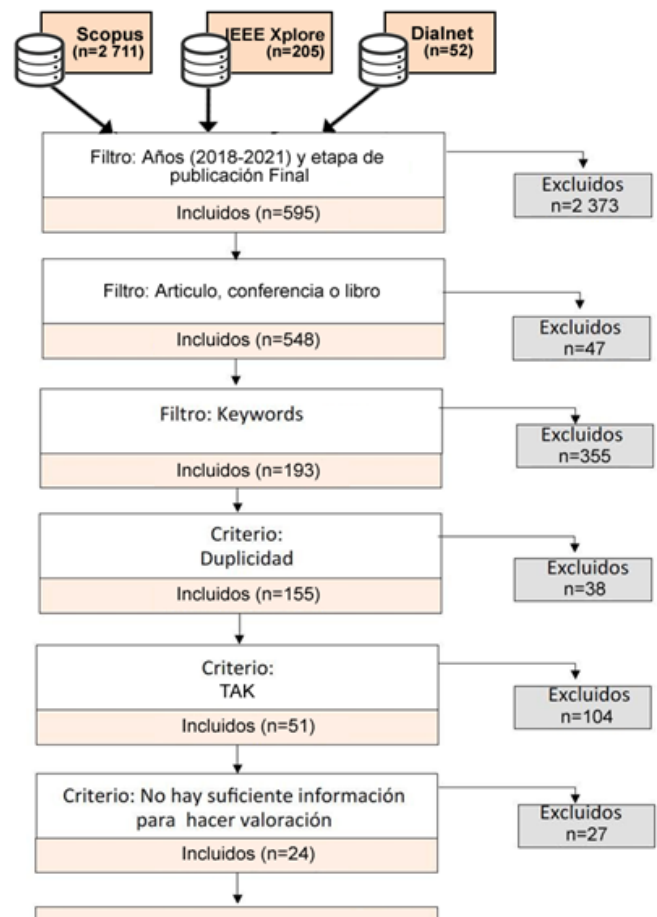 Scopus
(n=2 711)
IEEE Xplore
(n=205)
Dialnet
(n=52)
Filtro: Años (2018-2021) y etapa de
publicación Final
Incluidos (n=595)
Excluidos
n=2 373
Filtro: Articulo, conferencia o libro
Incluidos (n=548)
Excluidos
n=47
Filtro: Keywords
Incluidos (n=193)
Excluidos
n=355
Criterio:
Duplicidad
Incluidos (n=155)
Excluidos
n=38
Criterio:
TAK
Incluidos (n=51)
Excluidos
n=104
Criterio: No hay suficiente información
para hacer valoración
Incluidos (n=24)
Excluidos
n=27